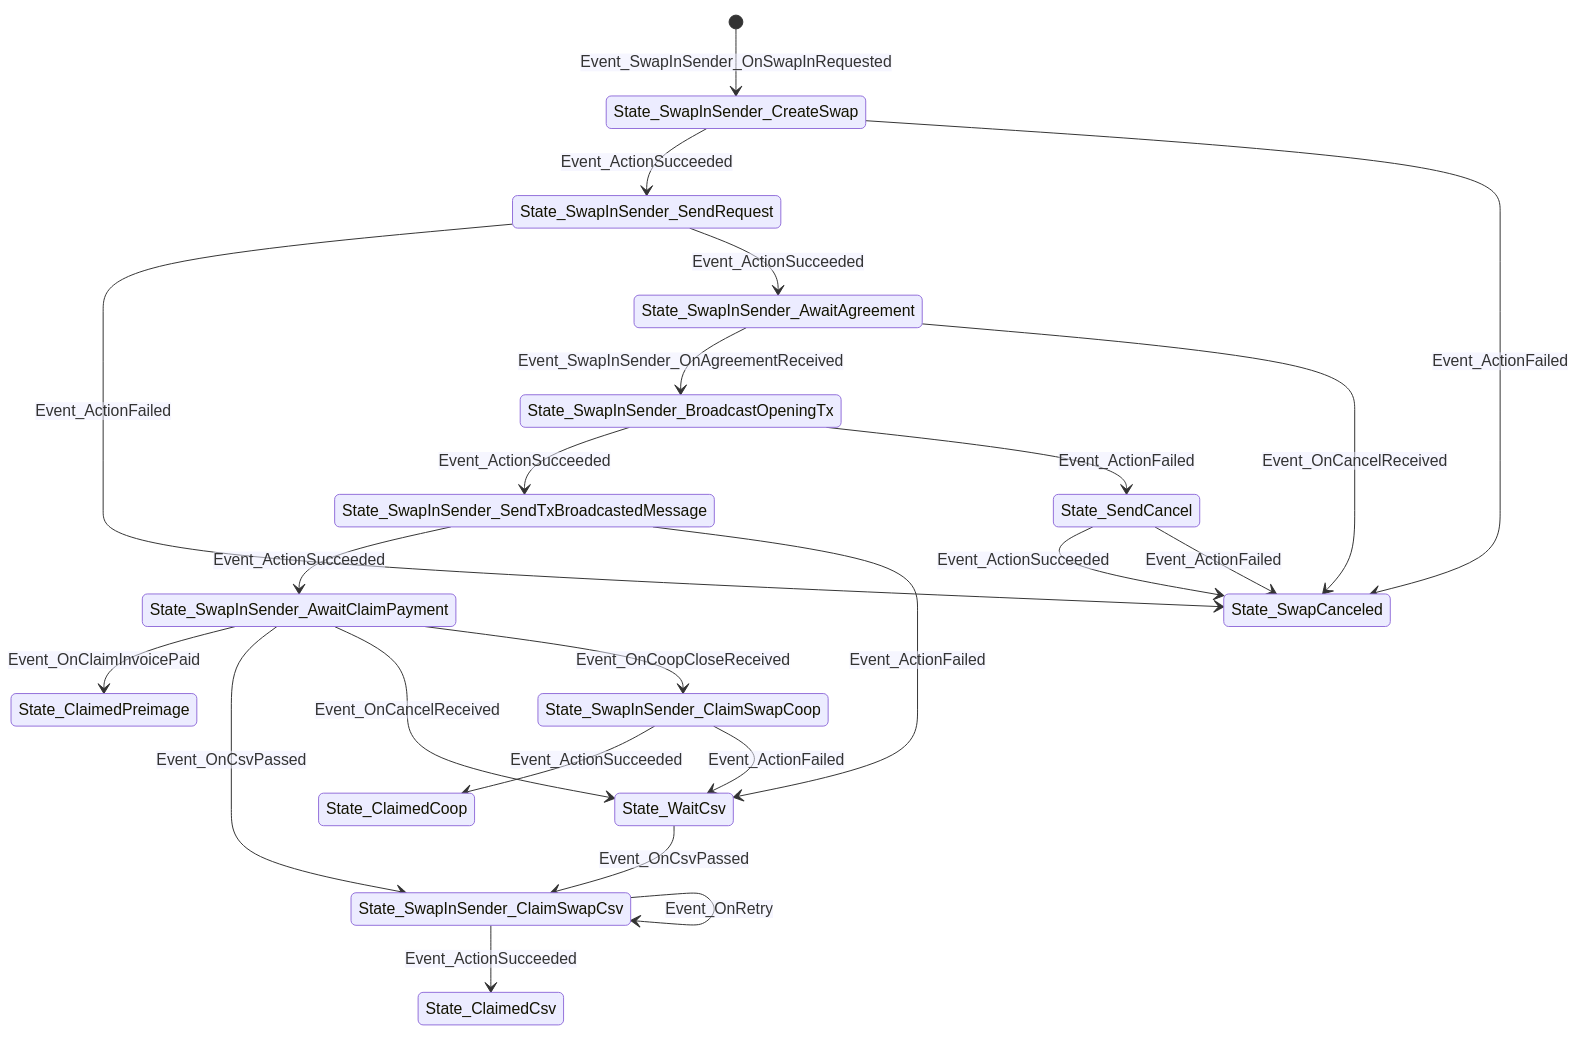 Event_SwapInSender_OnSwapInRequested
State_SwapInSender_CreateSwap
Event_ActionSucceeded
State_SwapInSender_SendRequest
Event_ActionSucceeded
State_SwapInSender_AwaitAgreement
Event_SwapInSender_OnAgreementReceived
Event_ActionFailed
Event_ActionFailed
State_SwapInSender_BroadcastOpeningTx
Event_ActionSucceeded
Event_ActionFailed
Event_OnCancelReceived
State_SwapInSender_SendTxBroadcastedMessage
State_SendCancel
Event_ActionSucceeded
Event_ActionSucceeded
Event_ActionFailed
State_SwapInSender_AwaitClaimPayment
State_SwapCanceled
Event_OnClaimInvoicePaid
Event_OnCoopCloseReceived
Event_ActionFailed
State_ClaimedPreimage
Event_OnCancelReceived
State_SwapInSender_ClaimSwapCoop
Event_OnCsvPassed
Event_ActionSucceeded
Event_ActionFailed
State_ClaimedCoop
State_WaitCsv
Event_OnCsvPassed
State_SwapInSender_ClaimSwapCsv
Event_OnRetry
Event_ActionSucceeded
State_ClaimedCsv